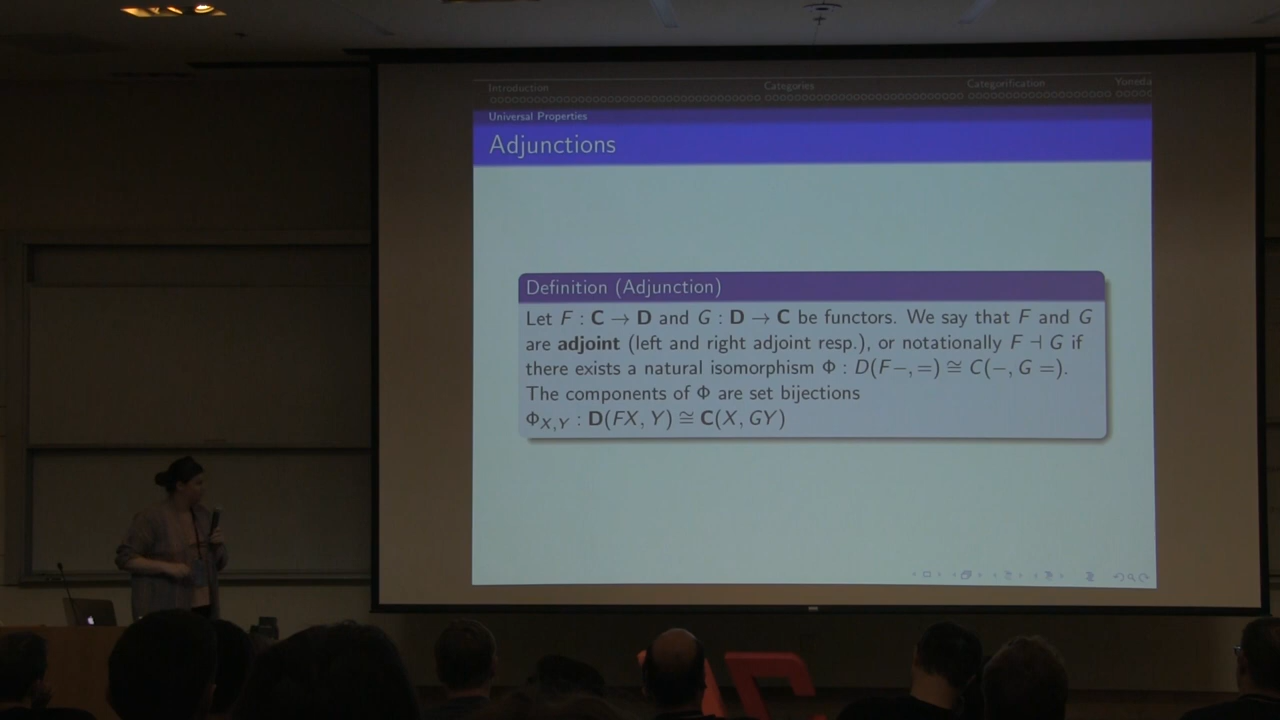 Introduction Categories Categorification Yoneda
Universal Properties
Adjunctions
Definition (Adjunction)
Let F : C → D and G : D → C be functors. We say that F and G
are adjoint (left and right adjoint resp.), or notationally F ⊣ G if
there exists a natural isomorphism Φ : D(F−, =) ≅ C(−, G =).
The components of Φ are set bijections
Φ_{X,Y} : D(FX, Y) ≅ C(X, GY)